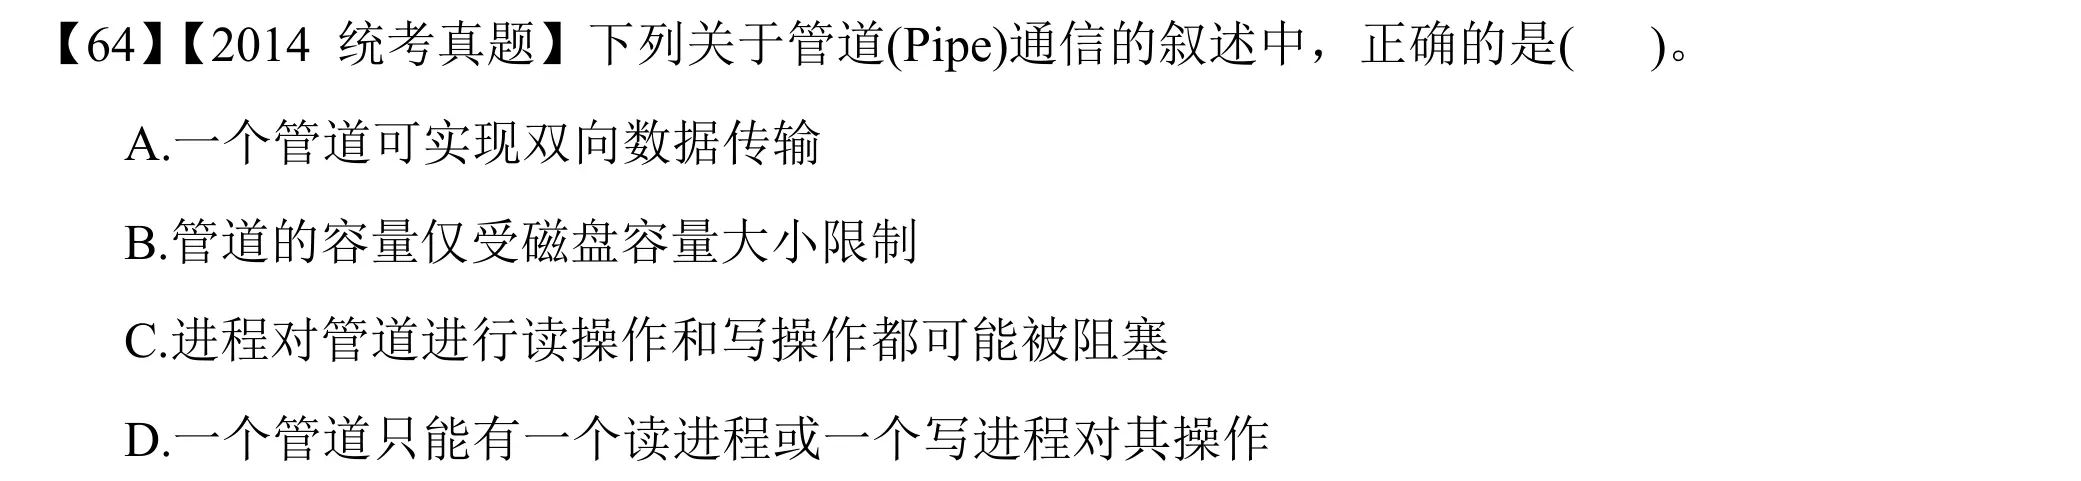 【64】【2014 统考真题】下列关于管道(Pipe)通信的叙述中，正确的是(  )。
A.一个管道可实现双向数据传输
B.管道的容量仅受磁盘容量大小限制
C.进程对管道进行读操作和写操作都可能被阻塞
D.一个管道只能有一个读进程或一个写进程对其操作